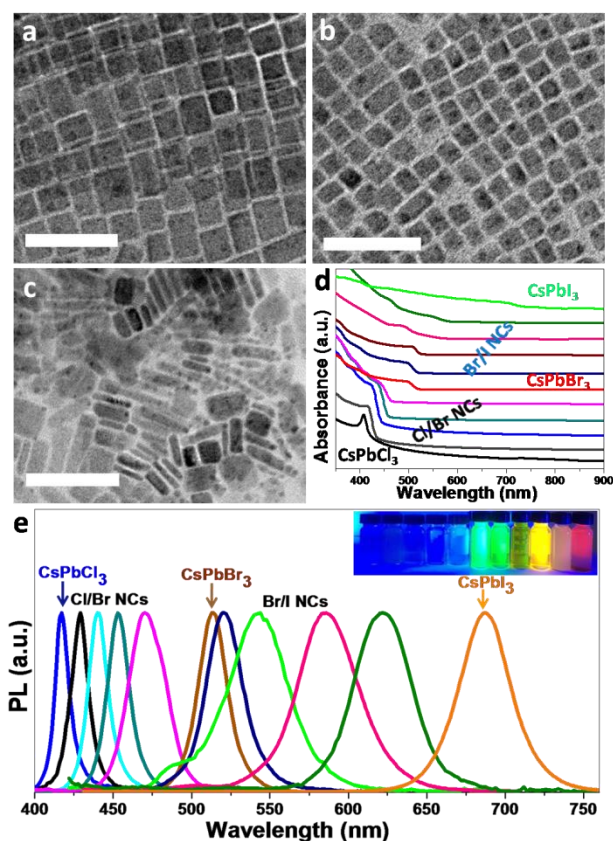 a
b
c
d
CsPbI₃
Br/I NCs
CsPbBr₃
Cl/Br NCs
CsPbCl₃
Absorbance (a.u.)
400 500 600 700 800 900
Wavelength (nm)
e
CsPbCl₃
Cl/Br NCs
CsPbBr₃
Br/I NCs
CsPbI₃
PL (a.u.)
400 450 500 550 600 650 700 750
Wavelength (nm)